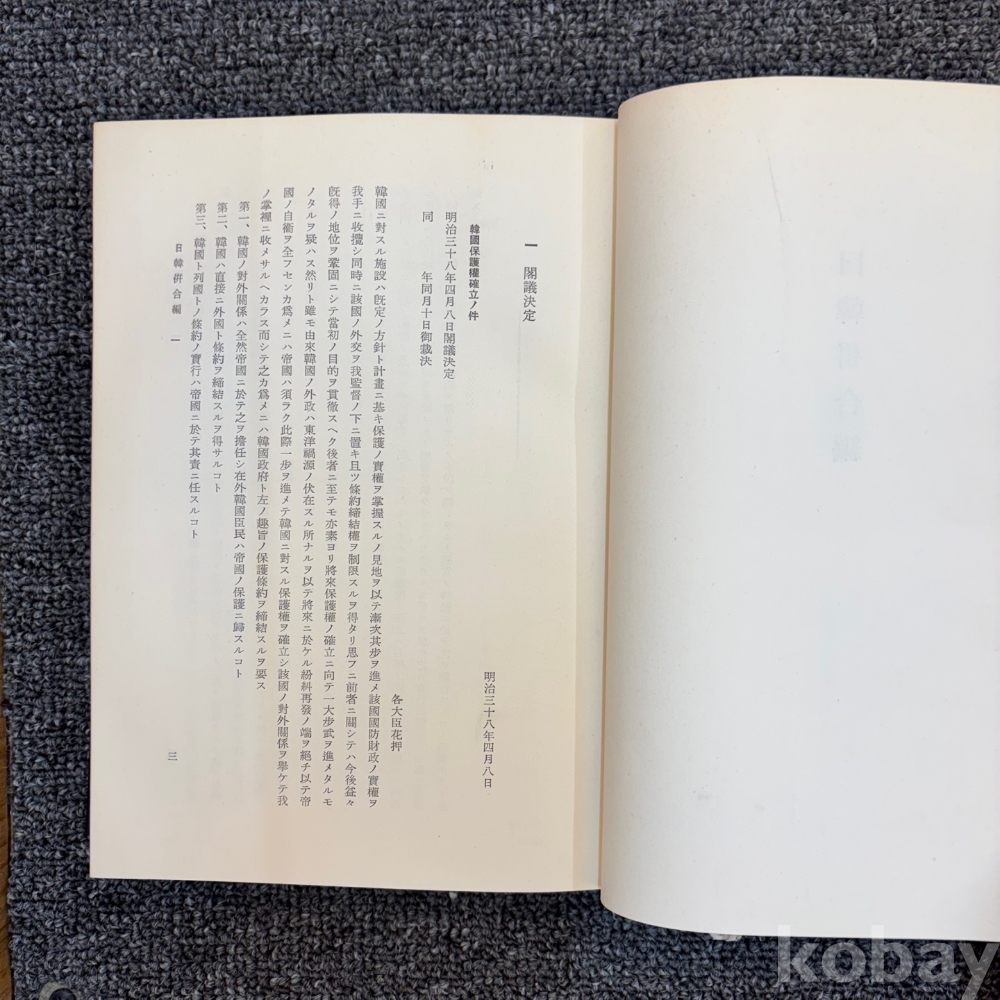 一　閣議決定
明治三十八年四月八日
韓國保護權確立ノ件
明治三十八年四月八日閣議決定
同　　　年同月十日御裁決
各大臣花押
韓國ニ對スル施設ハ既定ノ方針ト計畫ニ基キ保護ノ實權ヲ掌握スルノ見地ヲ以テ漸次其步ヲ進メ該國國防財政ノ實權ヲ
我手ニ收攬シ同時ニ該國ノ外交ヲ我監督ノ下ニ置キ且ツ條約締結權ヲ制限スルヲ得タリ思フニ前者ニ關シテハ今後益々
既得ノ地位ヲ鞏固ニシテ當初ノ目的ヲ貫徹スヘク後者ニ至テモ亦素ヨリ將來保護權ノ確立ニ向テ一大步武ヲ進メタルモ
ノタルヲ疑ハス然リト雖モ由來韓國ノ外政ハ東洋禍源ノ伏在スル所ナルヲ以テ將來ニ於ケル紛糾再發ノ端ヲ絕チ以テ帝
國ノ自衞ヲ全フセンカ爲メニハ帝國ハ須ラク此際一步ヲ進メテ韓國ニ對スル保護權ヲ確立シ該國ノ對外關係ヲ擧ケテ我
ノ掌裡ニ收メサルヘカラス而シテ之カ爲メニハ韓國政府ト左ノ趣旨ノ保護條約ヲ締結スルヲ要ス
第一、韓國ノ對外關係ハ全然帝國ニ於テ之ヲ擔任シ在外韓國臣民ハ帝國ノ保護ニ歸スルコト
第二、韓國ハ直接ニ外國ト條約ヲ締結スルヲ得サルコト
第三、韓國ト列國トノ條約ノ實行ハ帝國ニ於テ其責ニ任スルコト
日韓倂合編　一
三
日韓倂合編
kobay